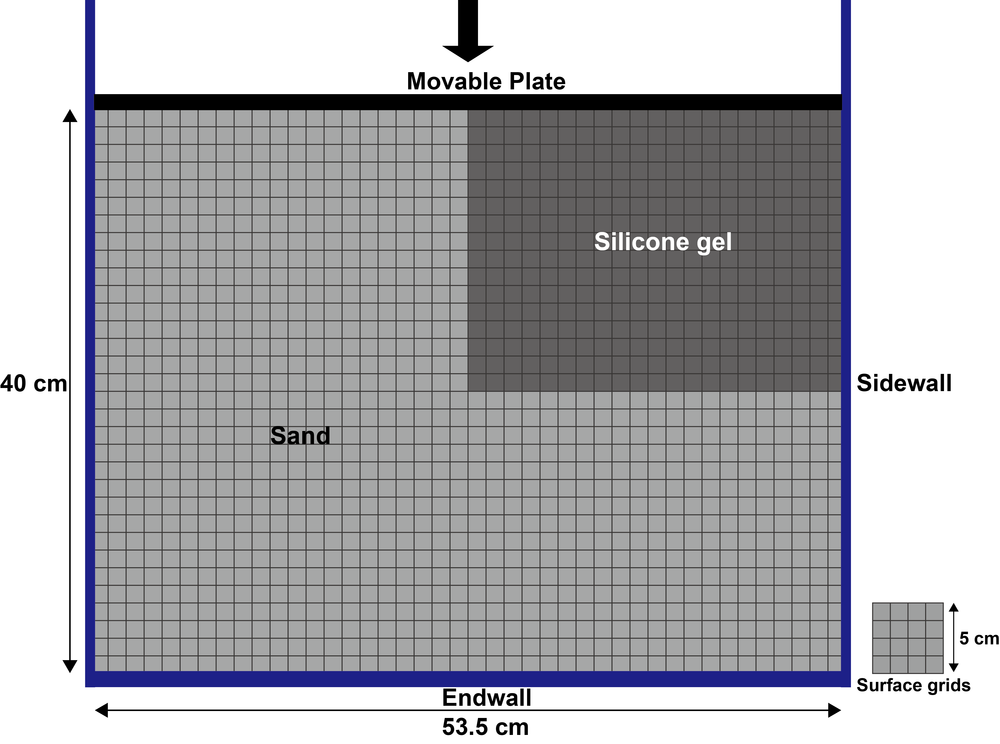 Movable Plate
Silicone gel
40 cm
Sidewall
Sand
5 cm
Surface grids
Endwall
53.5 cm